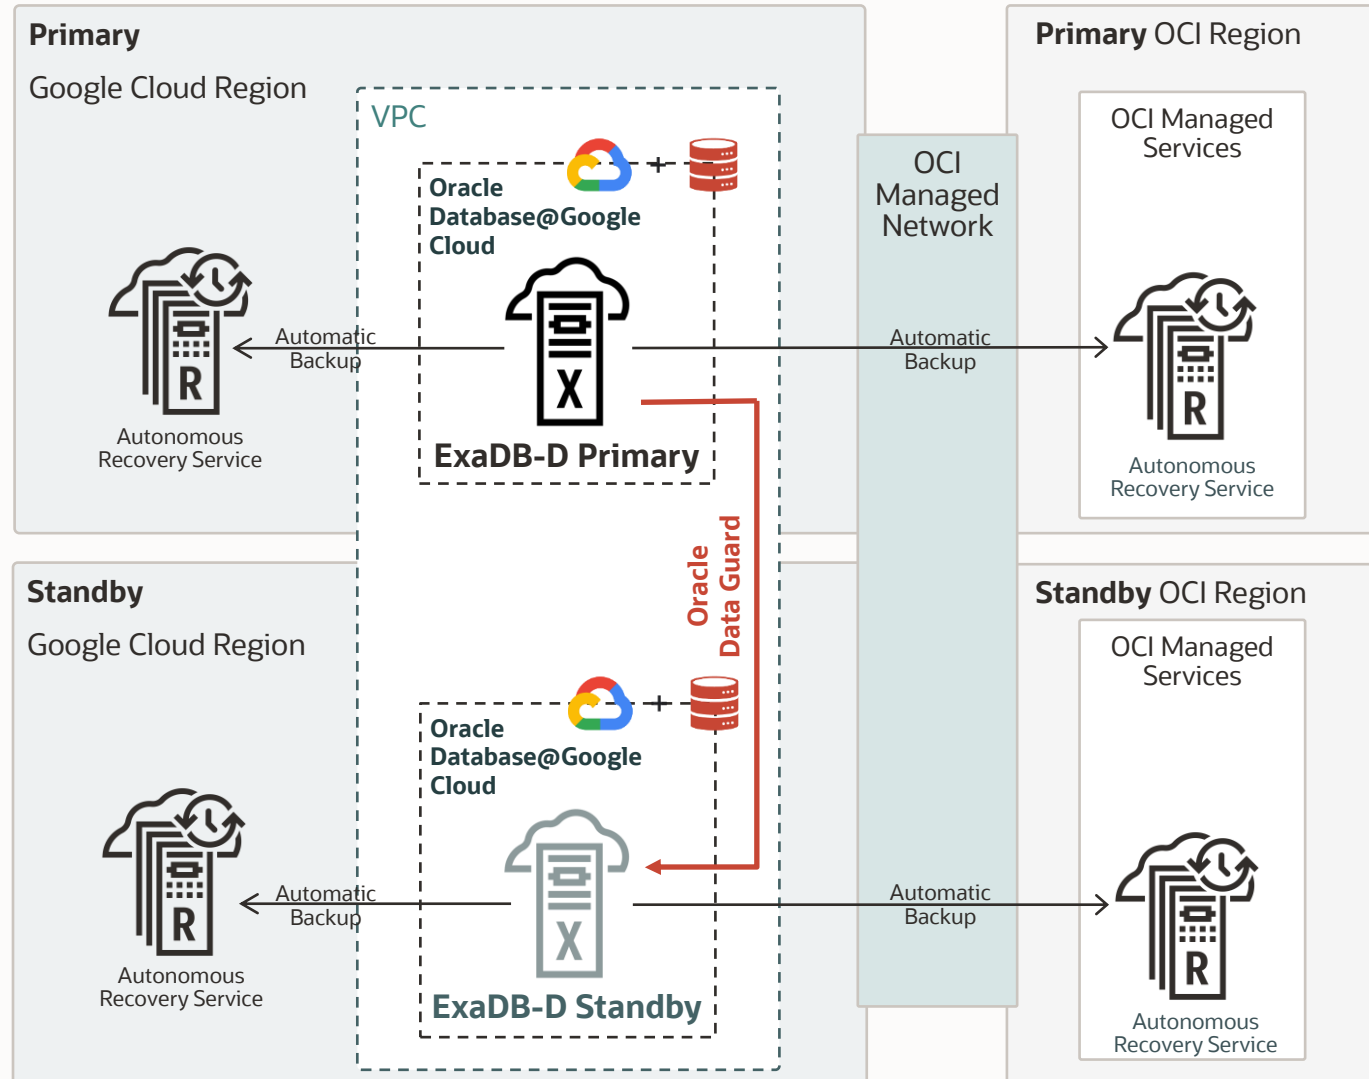 Primary
Google Cloud Region
VPC
Oracle
Database@Google
Cloud
+
ExaDB-D Primary
X
Automatic
Backup
R
Autonomous
Recovery Service
OCI
Managed
Network
Automatic
Backup
Primary OCI Region
OCI Managed
Services
R
Autonomous
Recovery Service
Oracle
Data Guard
Standby
Google Cloud Region
Oracle
Database@Google
Cloud
+
X
ExaDB-D Standby
Automatic
Backup
R
Autonomous
Recovery Service
Automatic
Backup
Standby OCI Region
OCI Managed
Services
R
Autonomous
Recovery Service